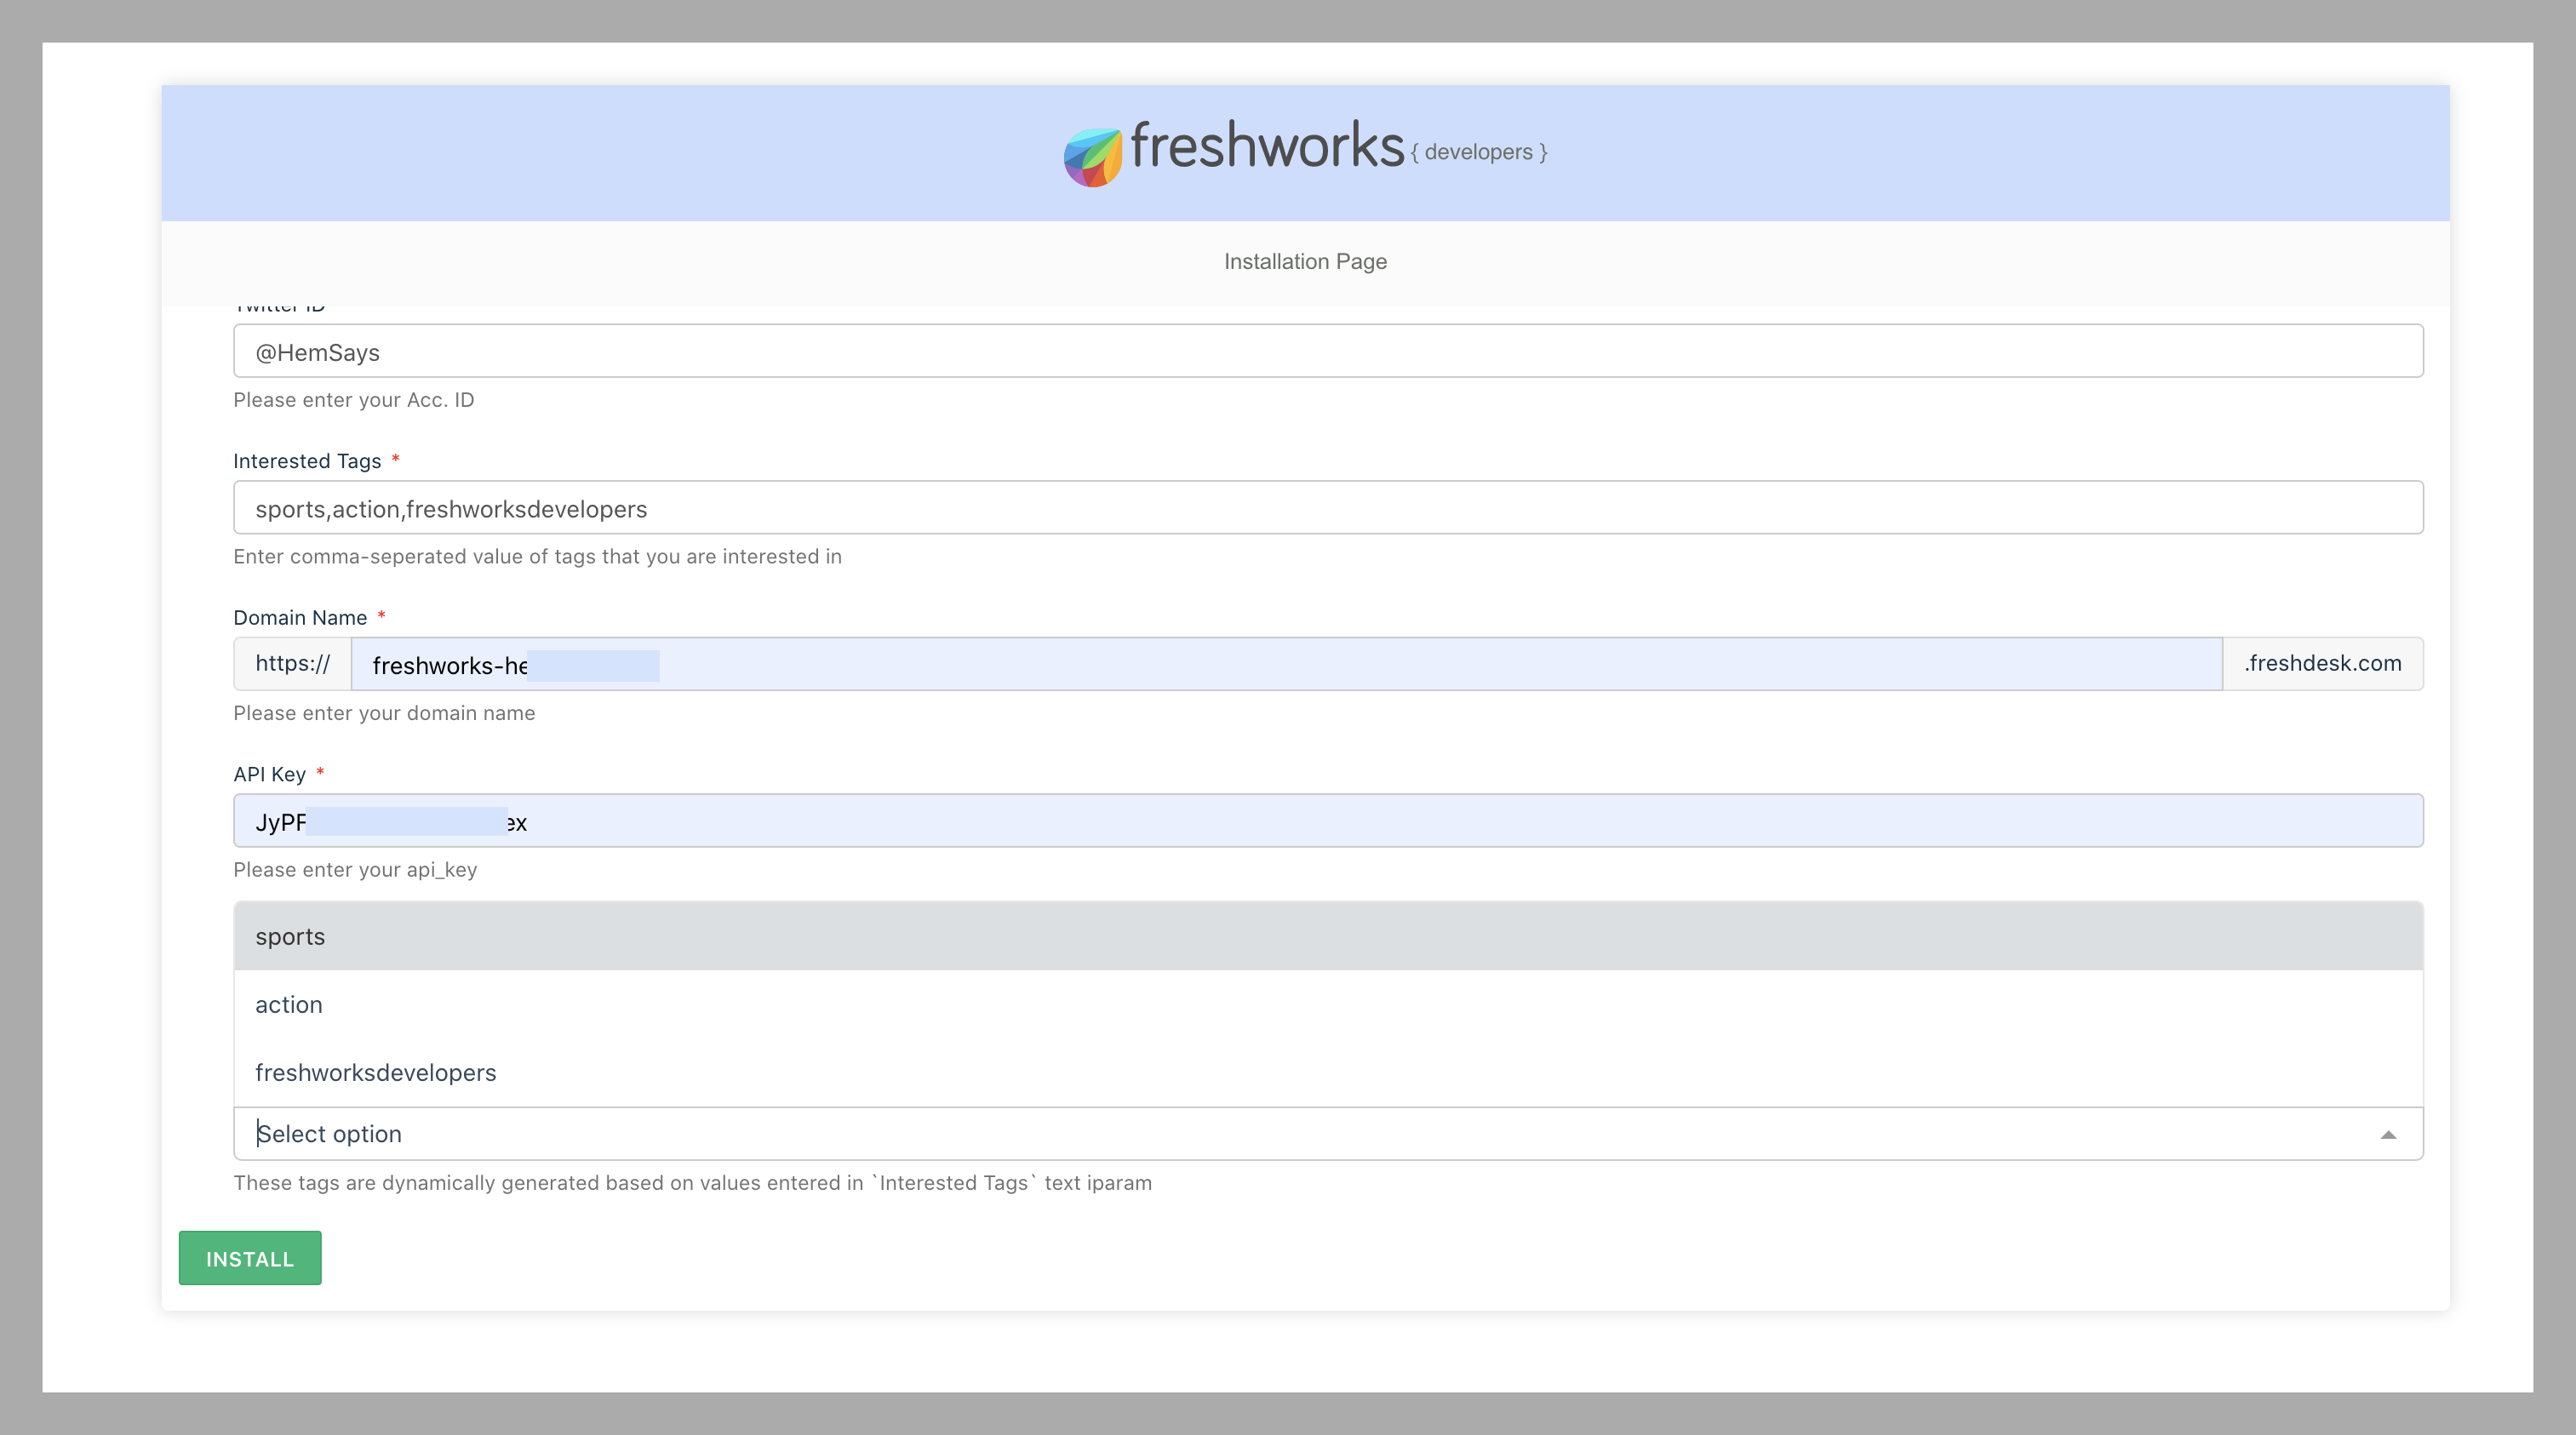 freshworks { developers }
Installation Page
Twitter ID
@HemSays
Please enter your Acc. ID
Interested Tags *
sports,action,freshworksdevelopers
Enter comma-seperated value of tags that you are interested in
Domain Name *
https:// freshworks-he .freshdesk.com
Please enter your domain name
API Key *
JyPF ex
Please enter your api_key
sports
action
freshworksdevelopers
Select option
These tags are dynamically generated based on values entered in `Interested Tags` text iparam
INSTALL